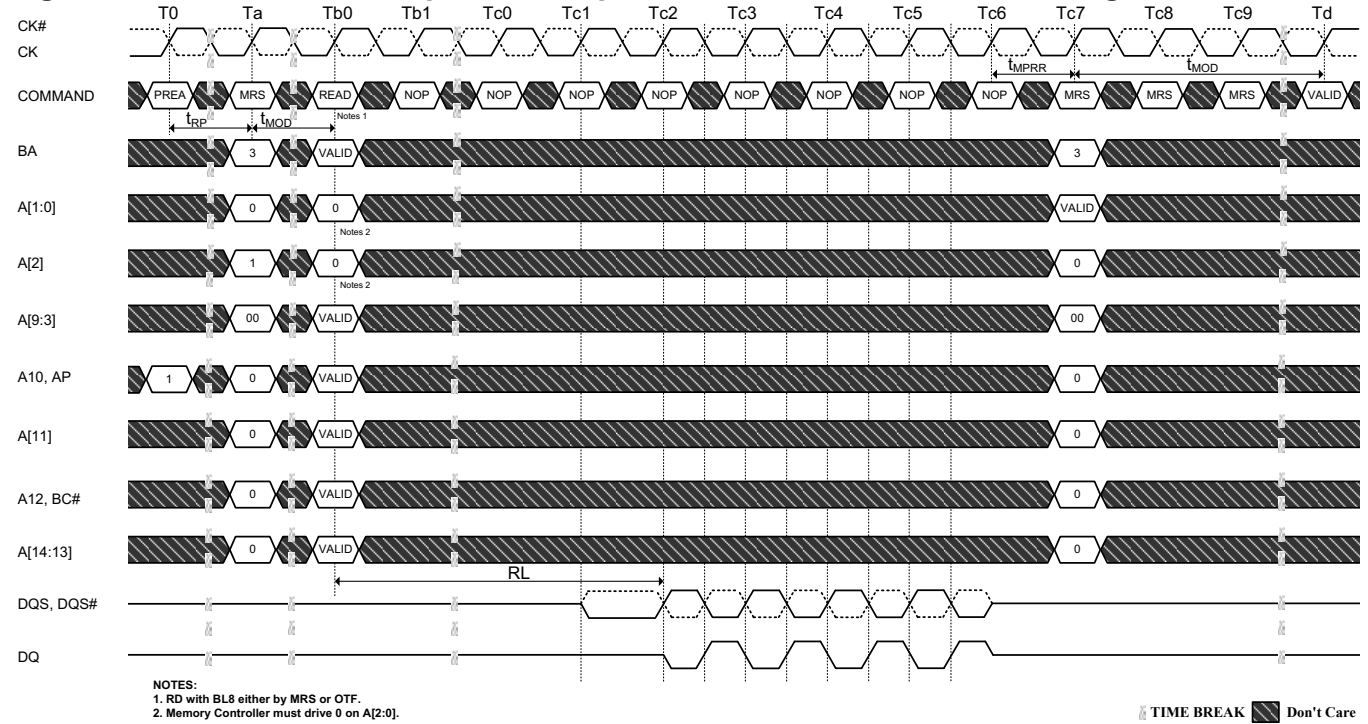 T0 Ta Tb0 Tb1 Tc0 Tc1 Tc2 Tc3 Tc4 Tc5 Tc6 Tc7 Tc8 Tc9 Td
CK#
CK
tMPRR tMOD
COMMAND PREA MRS READ NOP NOP NOP NOP NOP NOP NOP NOP MRS MRS MRS VALID
Notes 1
tRP tMOD
BA 3 VALID 3
A[1:0] 0 0 VALID
Notes 2
A[2] 1 0 0
Notes 2
A[9:3] 00 VALID 00
A10, AP 1 0 VALID 0
A[11] 0 VALID 0
A12, BC# 0 VALID 0
A[14:13] 0 VALID 0
RL
DQS, DQS#
DQ
NOTES:
1. RD with BL8 either by MRS or OTF.
2. Memory Controller must drive 0 on A[2:0].
TIME BREAK Don't Care